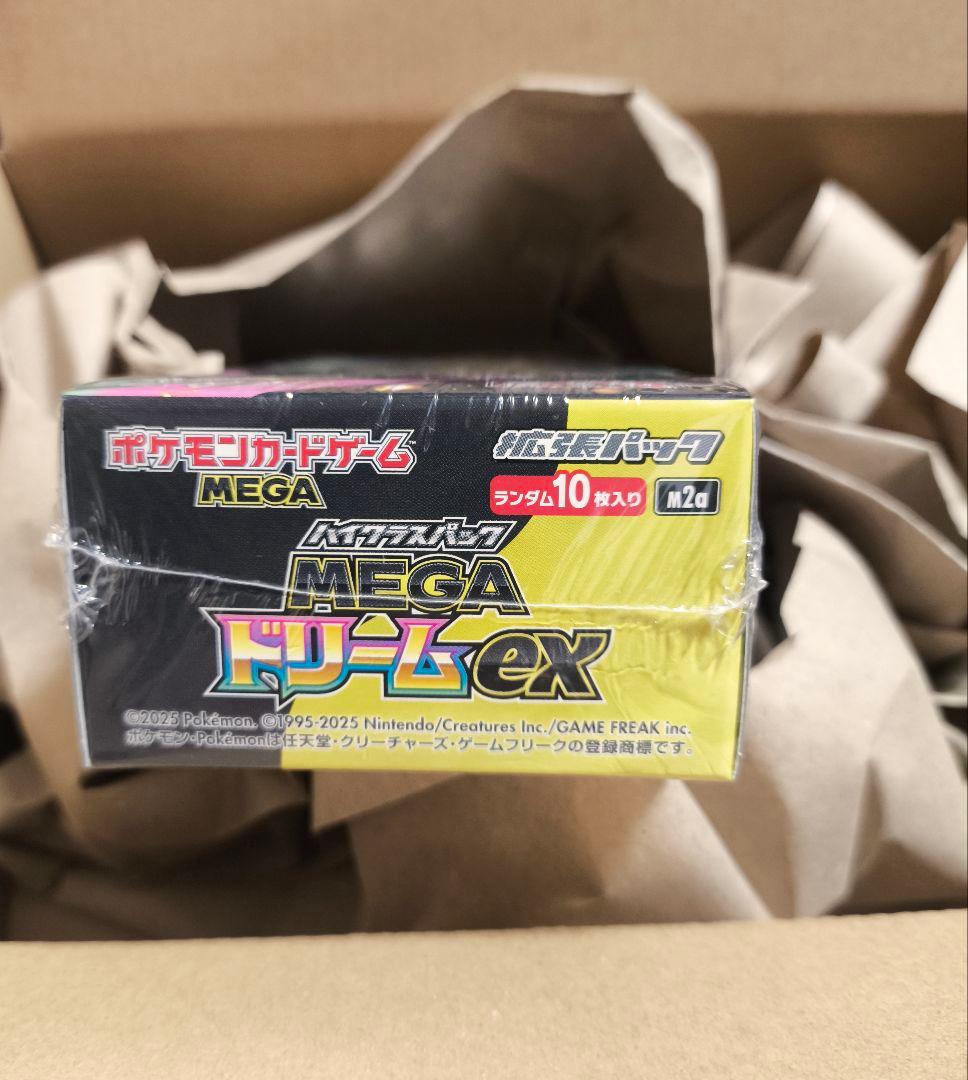 ポケモンカードゲーム™
MEGA
拡張パック
ランダム10枚入り M2a
ハイクラスパック
MEGA
ドリームex
©2025 Pokémon. ©1995-2025 Nintendo/Creatures Inc./GAME FREAK inc.
ポケモン・Pokémonは任天堂・クリーチャーズ・ゲームフリークの登録商標です。